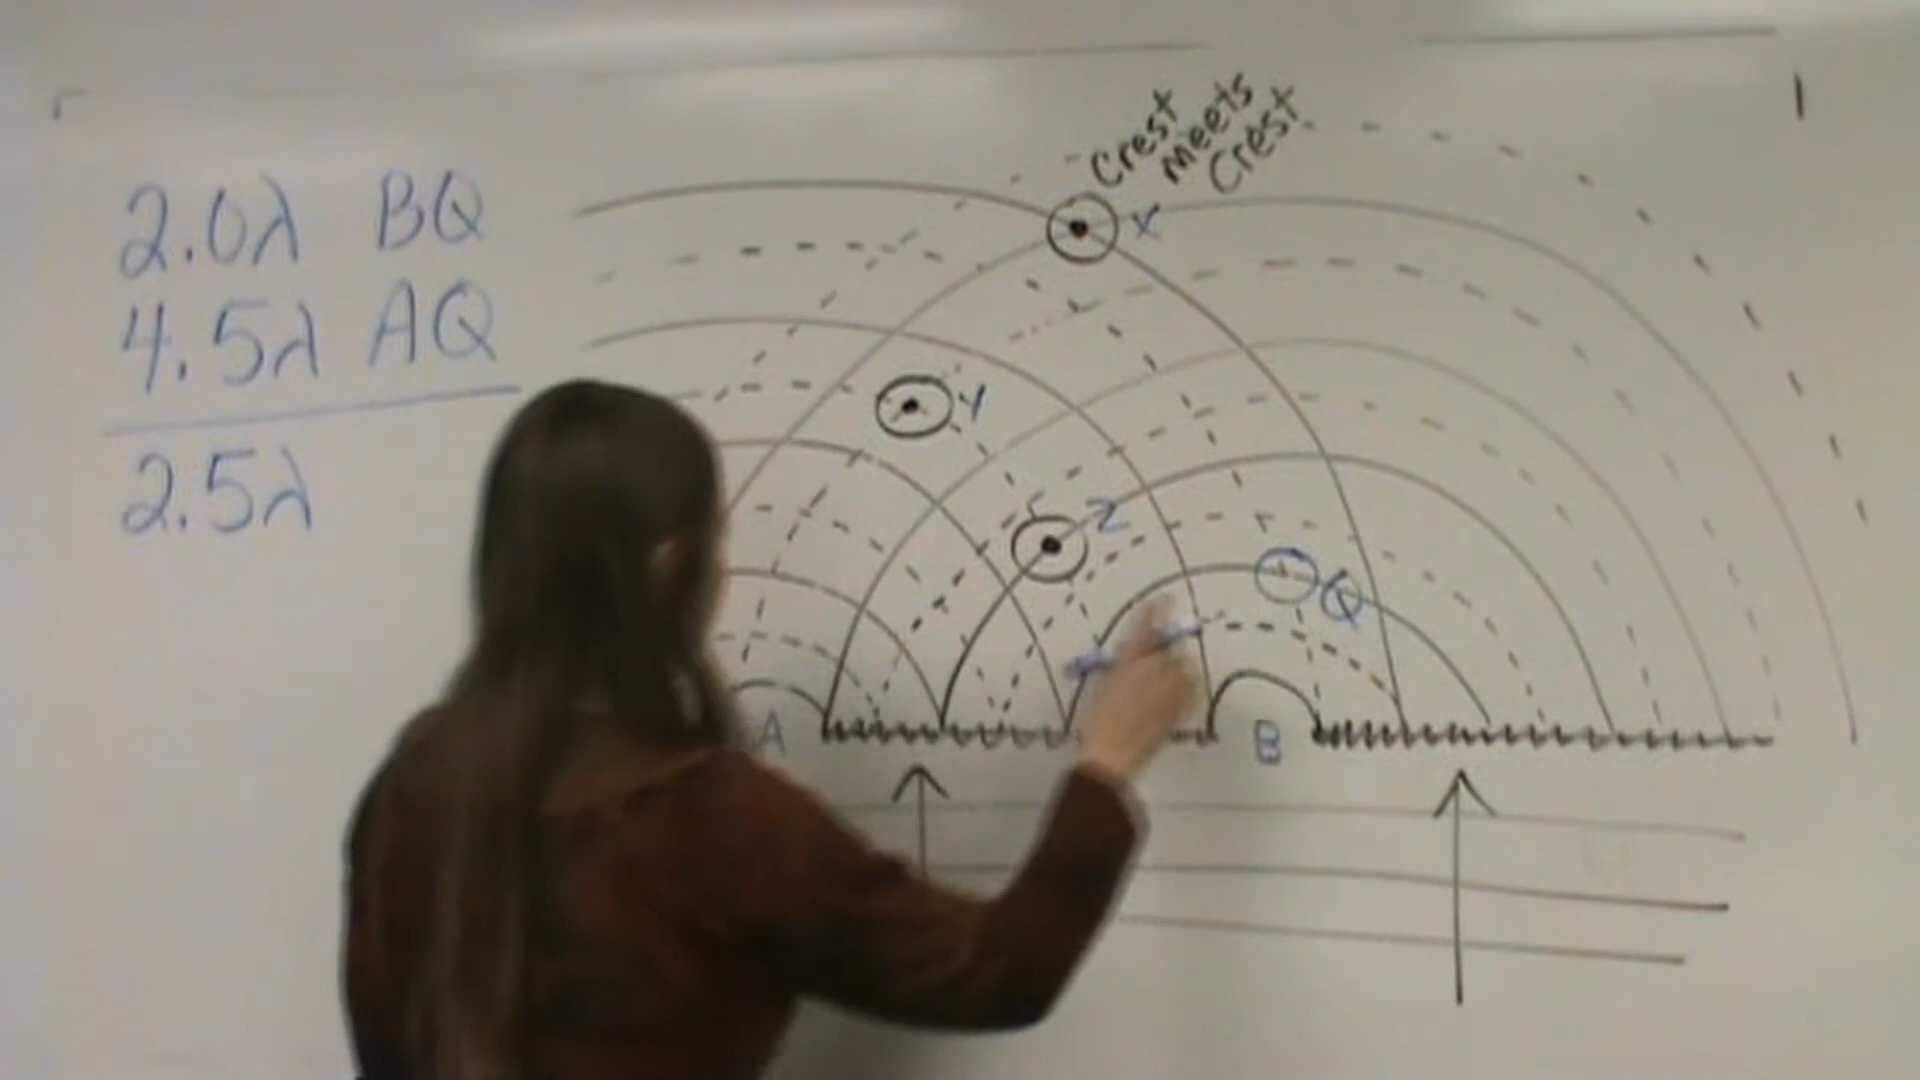 2.0λ BQ
4.5λ AQ
2.5λ
Crest
meets
Crest
X
Y
Z
Q
A
B